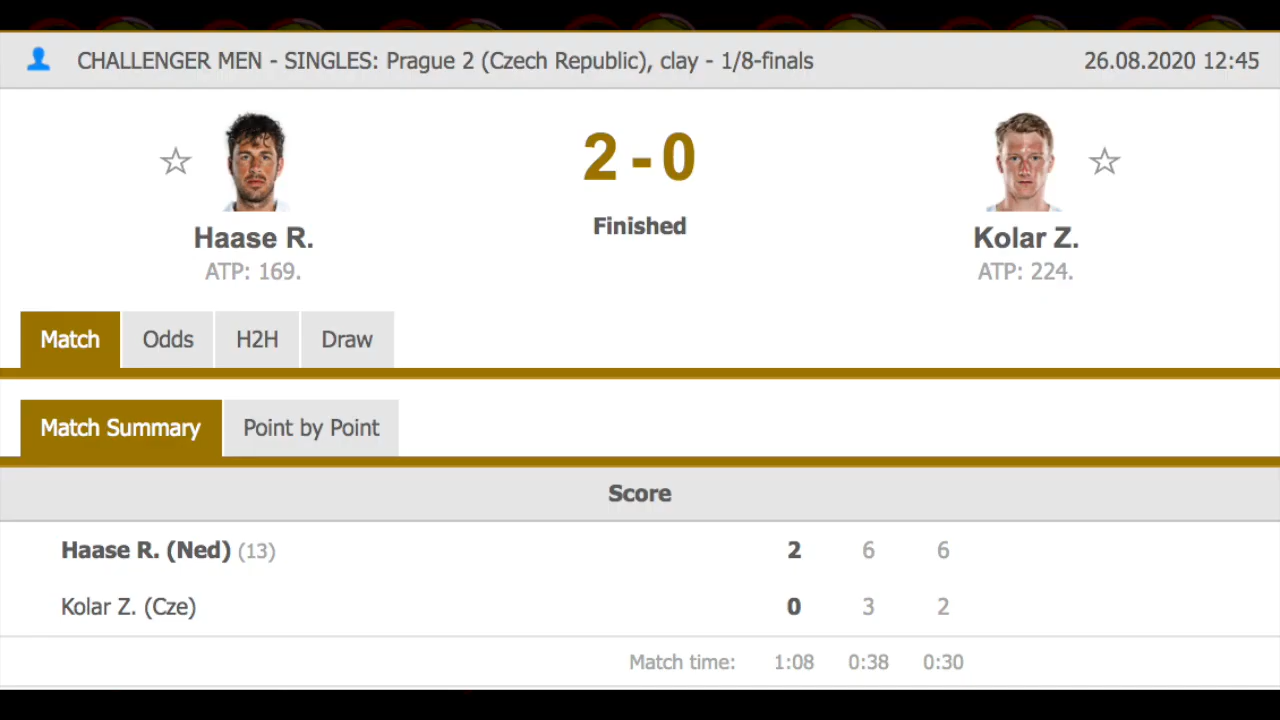 CHALLENGER MEN - SINGLES: Prague 2 (Czech Republic), clay - 1/8-finals 26.08.2020 12:45
2 - 0
Finished
Haase R. Kolar Z.
ATP: 169. ATP: 224.
Match Odds H2H Draw
Match Summary Point by Point
Score
Haase R. (Ned) (13) 2 6 6
Kolar Z. (Cze) 0 3 2
Match time: 1:08 0:38 0:30